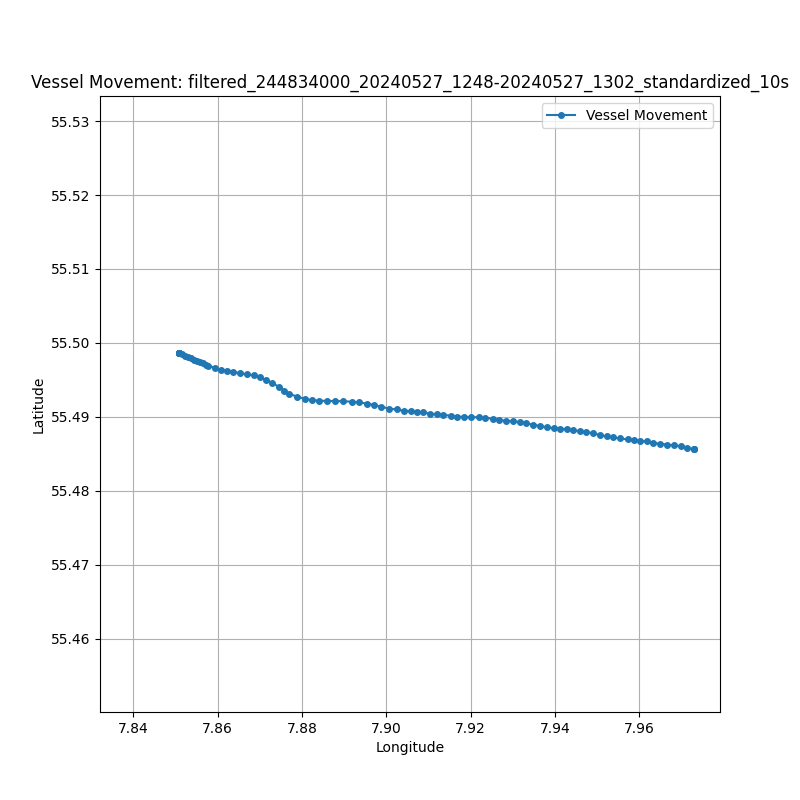 Vessel Movement: filtered_244834000_20240527_1248-20240527_1302_standardized_10s
Vessel Movement
55.53
55.52
55.51
55.50
55.49
55.48
55.47
55.46
Latitude
7.84 7.86 7.88 7.90 7.92 7.94 7.96
Longitude